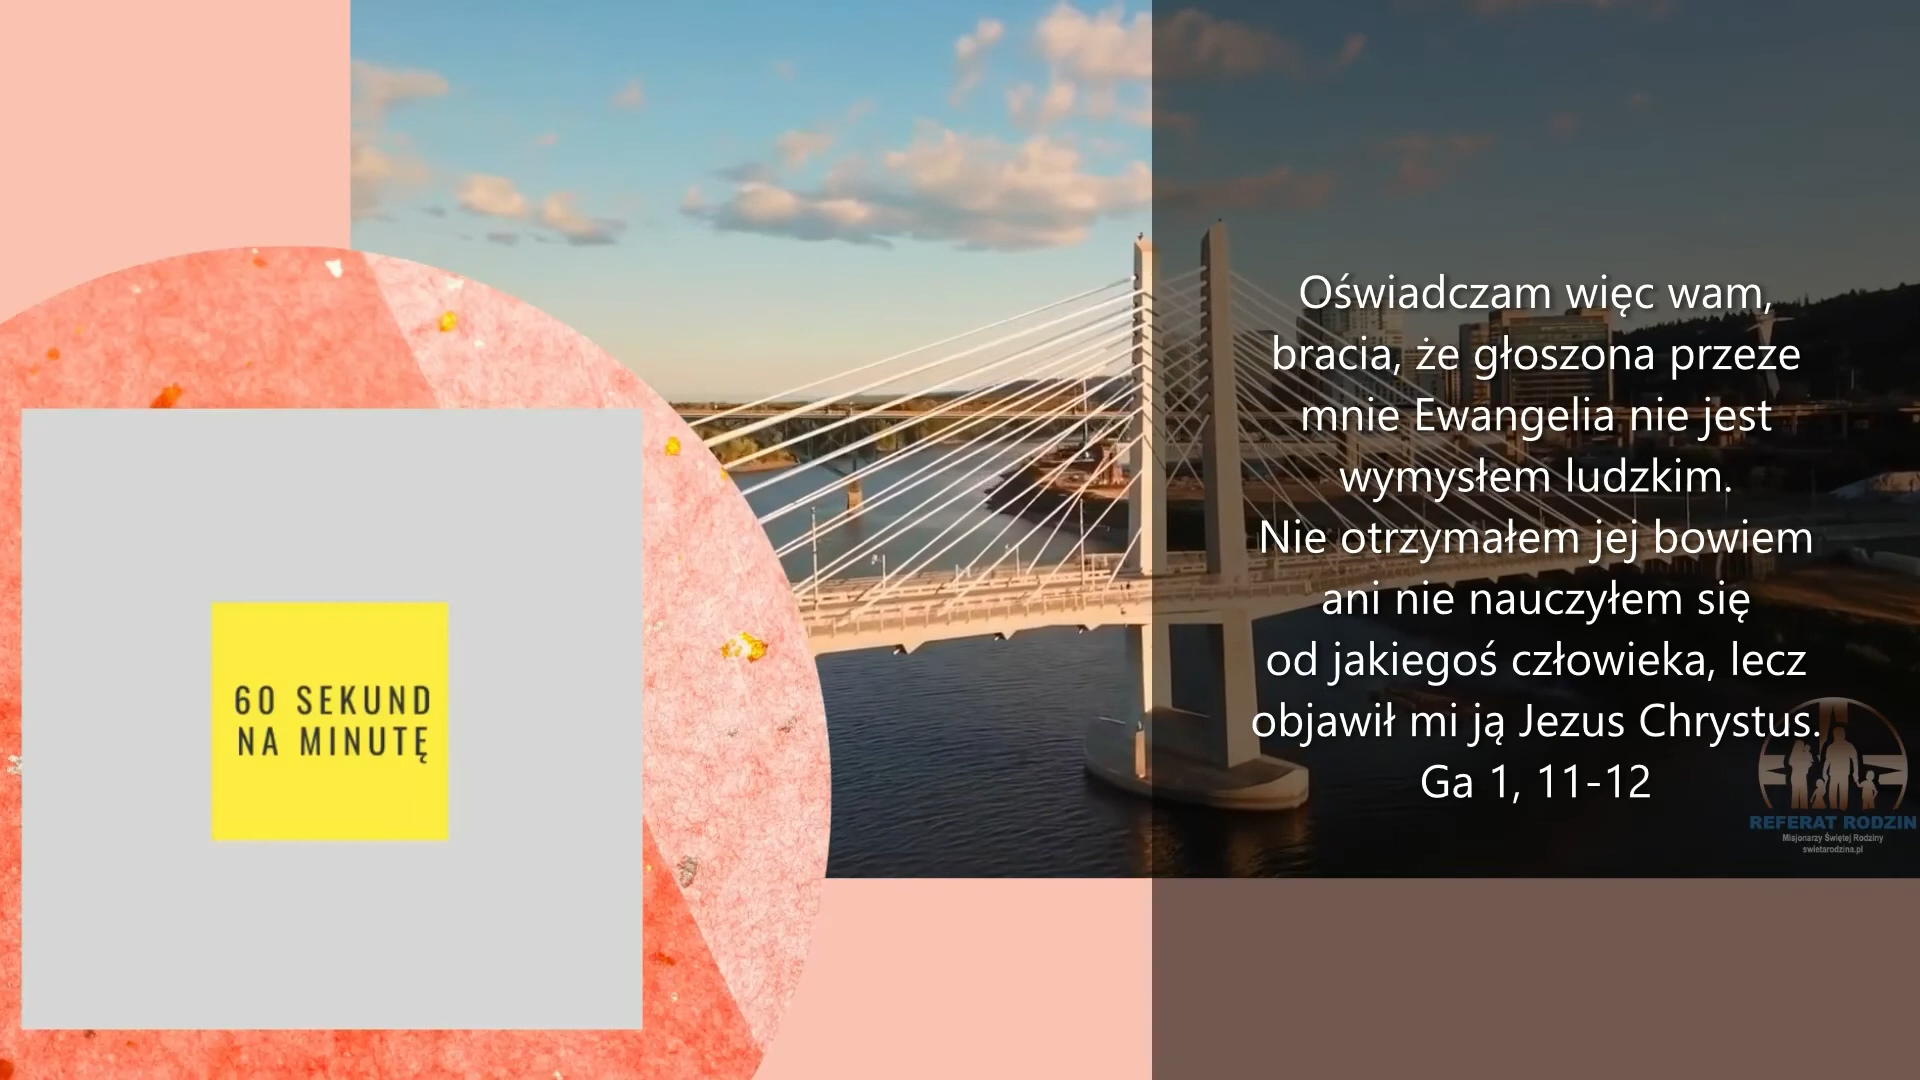 60 SEKUND
NA MINUTĘ
Oświadczam więc wam,
bracia, że głoszona przeze
mnie Ewangelia nie jest
wymysłem ludzkim.
Nie otrzymałem jej bowiem
ani nie nauczyłem się
od jakiegoś człowieka, lecz
objawił mi ją Jezus Chrystus.
Ga 1, 11-12
REFERAT RODZIN
Misjonarzy Świętej Rodziny
swietarodzina.pl